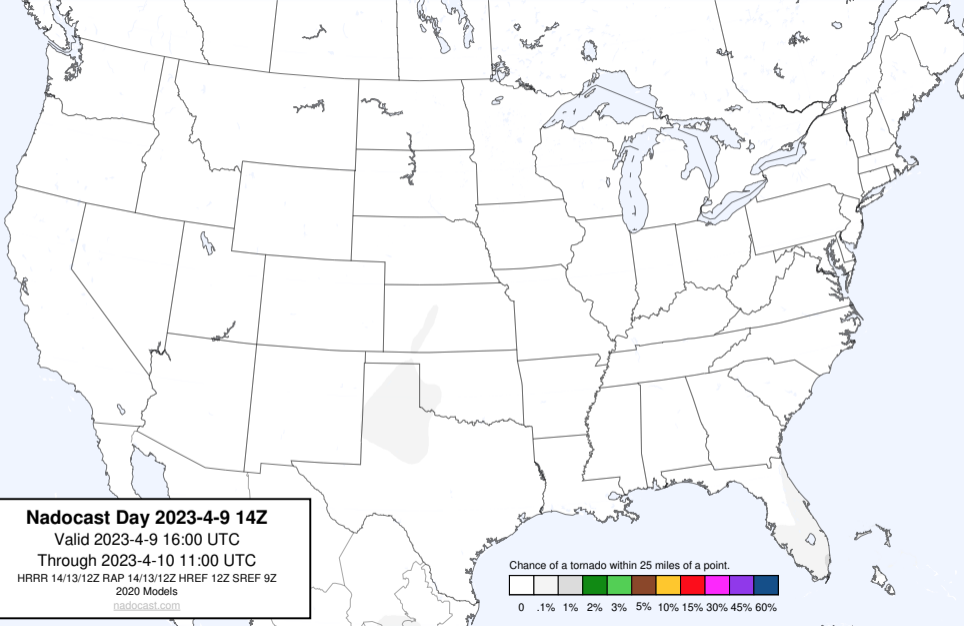 Nadocast Day 2023-4-9 14Z
Valid 2023-4-9 16:00 UTC
Through 2023-4-10 11:00 UTC
HRRR 14/13/12Z RAP 14/13/12Z HREF 12Z SREF 9Z
2020 Models
nadocast.com
Chance of a tornado within 25 miles of a point.
0 .1% 1% 2% 3% 5% 10% 15% 30% 45% 60%